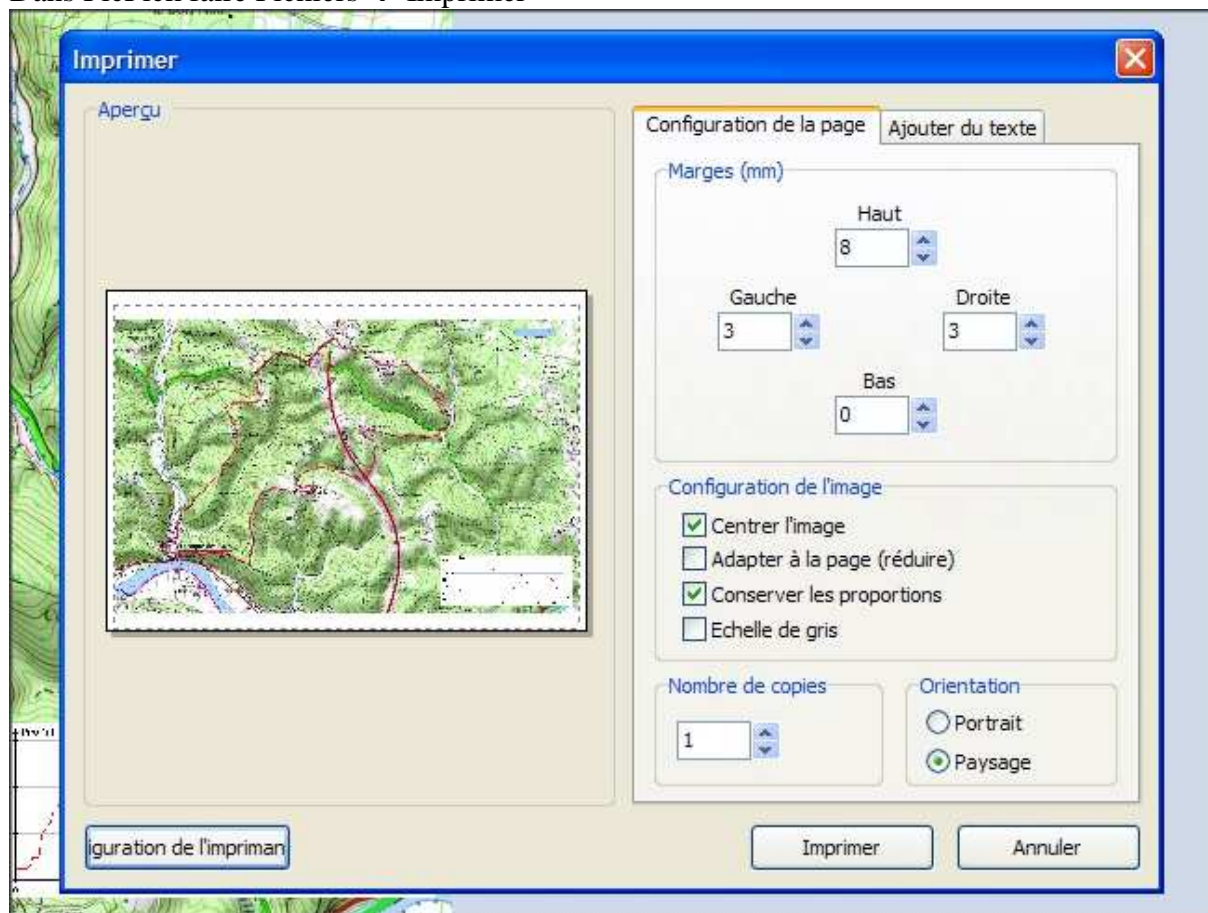 Imprimer
Aperçu
Configuration de la page
Ajouter du texte
Marges (mm)
Haut
8
Gauche
Droite
3
3
Bas
0
Configuration de l'image
Centrer l'image
Adapter à la page (réduire)
Conserver les proportions
Echelle de gris
Nombre de copies
Orientation
1
Portrait
Paysage
iguration de l'impriman
Imprimer
Annuler